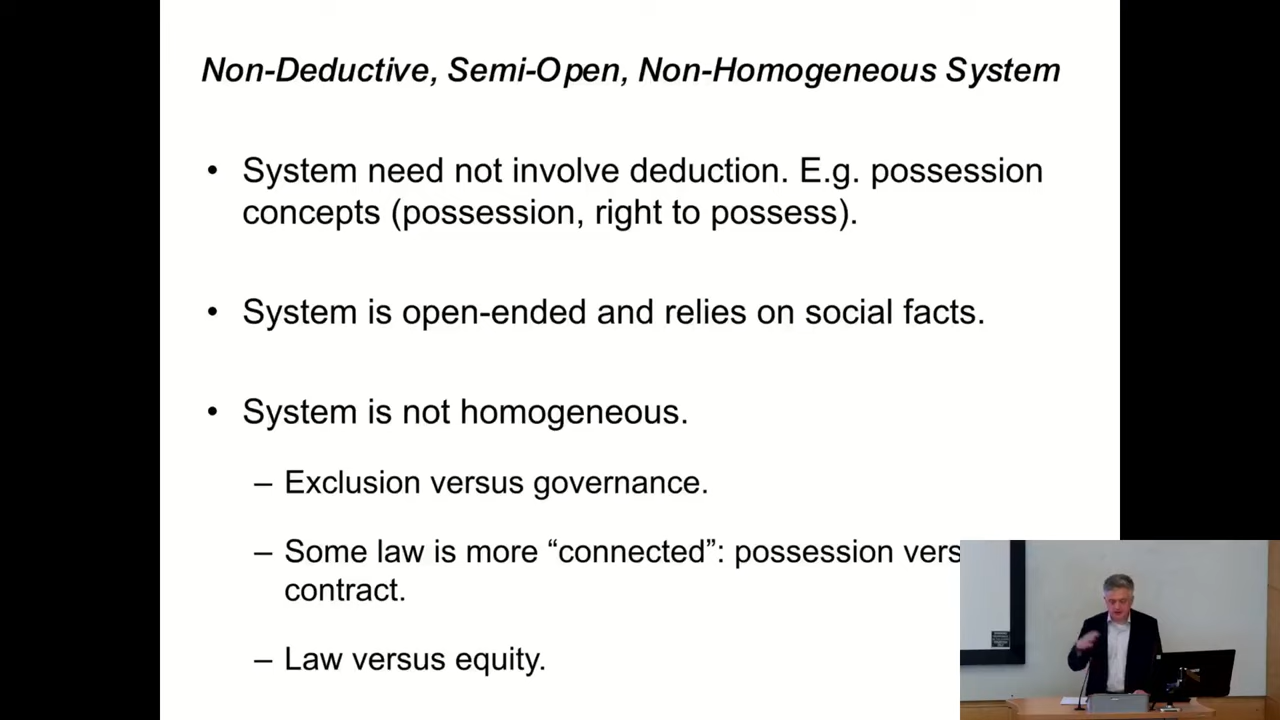 Non-Deductive, Semi-Open, Non-Homogeneous System
• System need not involve deduction. E.g. possession
concepts (possession, right to possess).
• System is open-ended and relies on social facts.
• System is not homogeneous.
– Exclusion versus governance.
– Some law is more “connected”: possession vers
contract.
– Law versus equity.